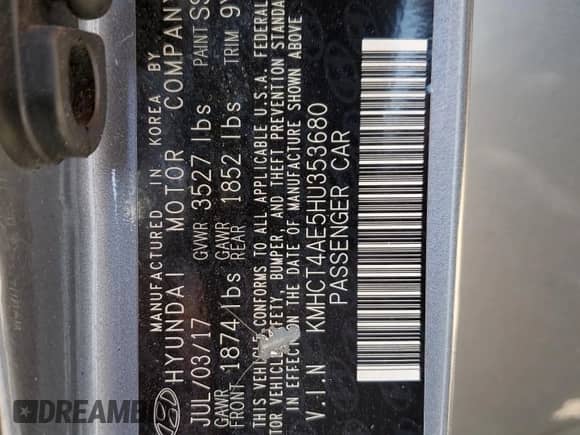 MANUFACTURED IN KOREA BY
HYUNDAI MOTOR COMPANY
JUL/03/17 GVWR 3527 lbs PAINT
GAWR FRONT 1874 lbs GAWR REAR 1852 lbs TRIM
THIS VEHICLE CONFORMS TO ALL APPLICABLE U.S.A. FEDERAL
MOTOR VEHICLE SAFETY, BUMPER, AND THEFT PREVENTION
IN EFFECT ON THE DATE OF MANUFACTURE SHOWN ABOVE
V.I.N KMHCT4AE5HU353680
PASSENGER CAR